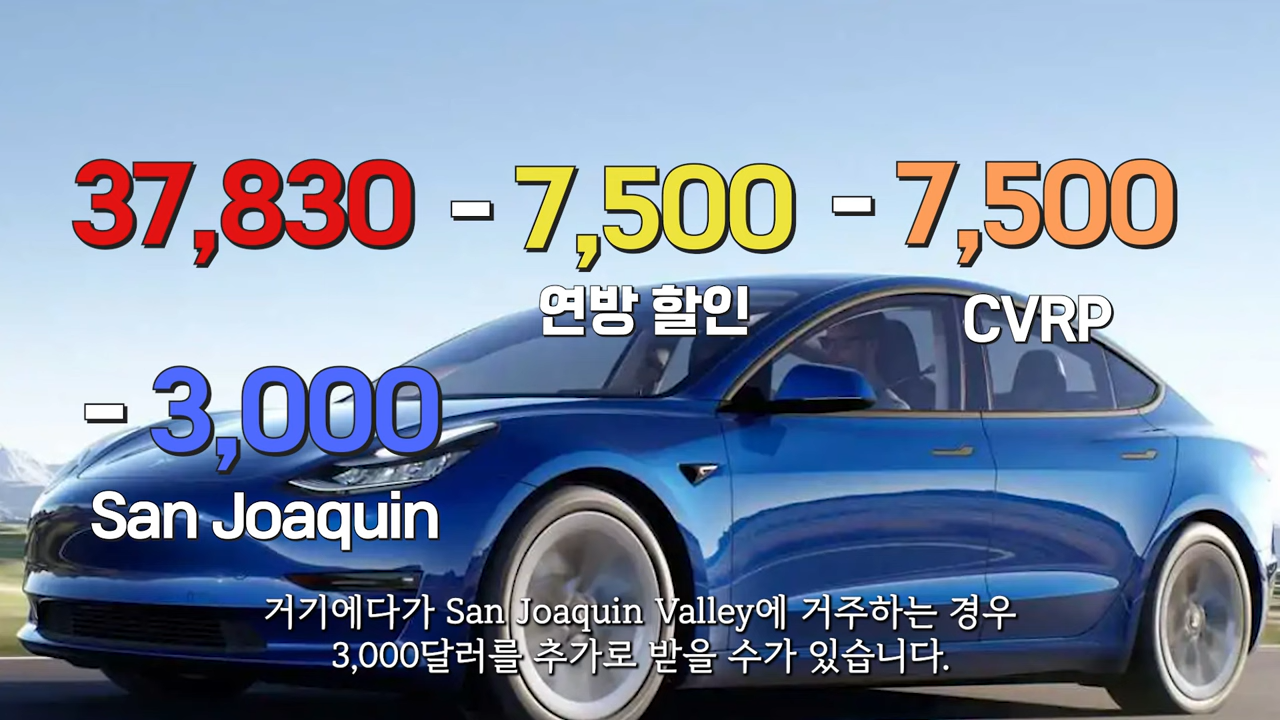 37,830 - 7,500 - 7,500
연방 할인 CVRP
- 3,000
San Joaquin
거기에다가 San Joaquin Valley에 거주하는 경우
3,000달러를 추가로 받을 수가 있습니다.